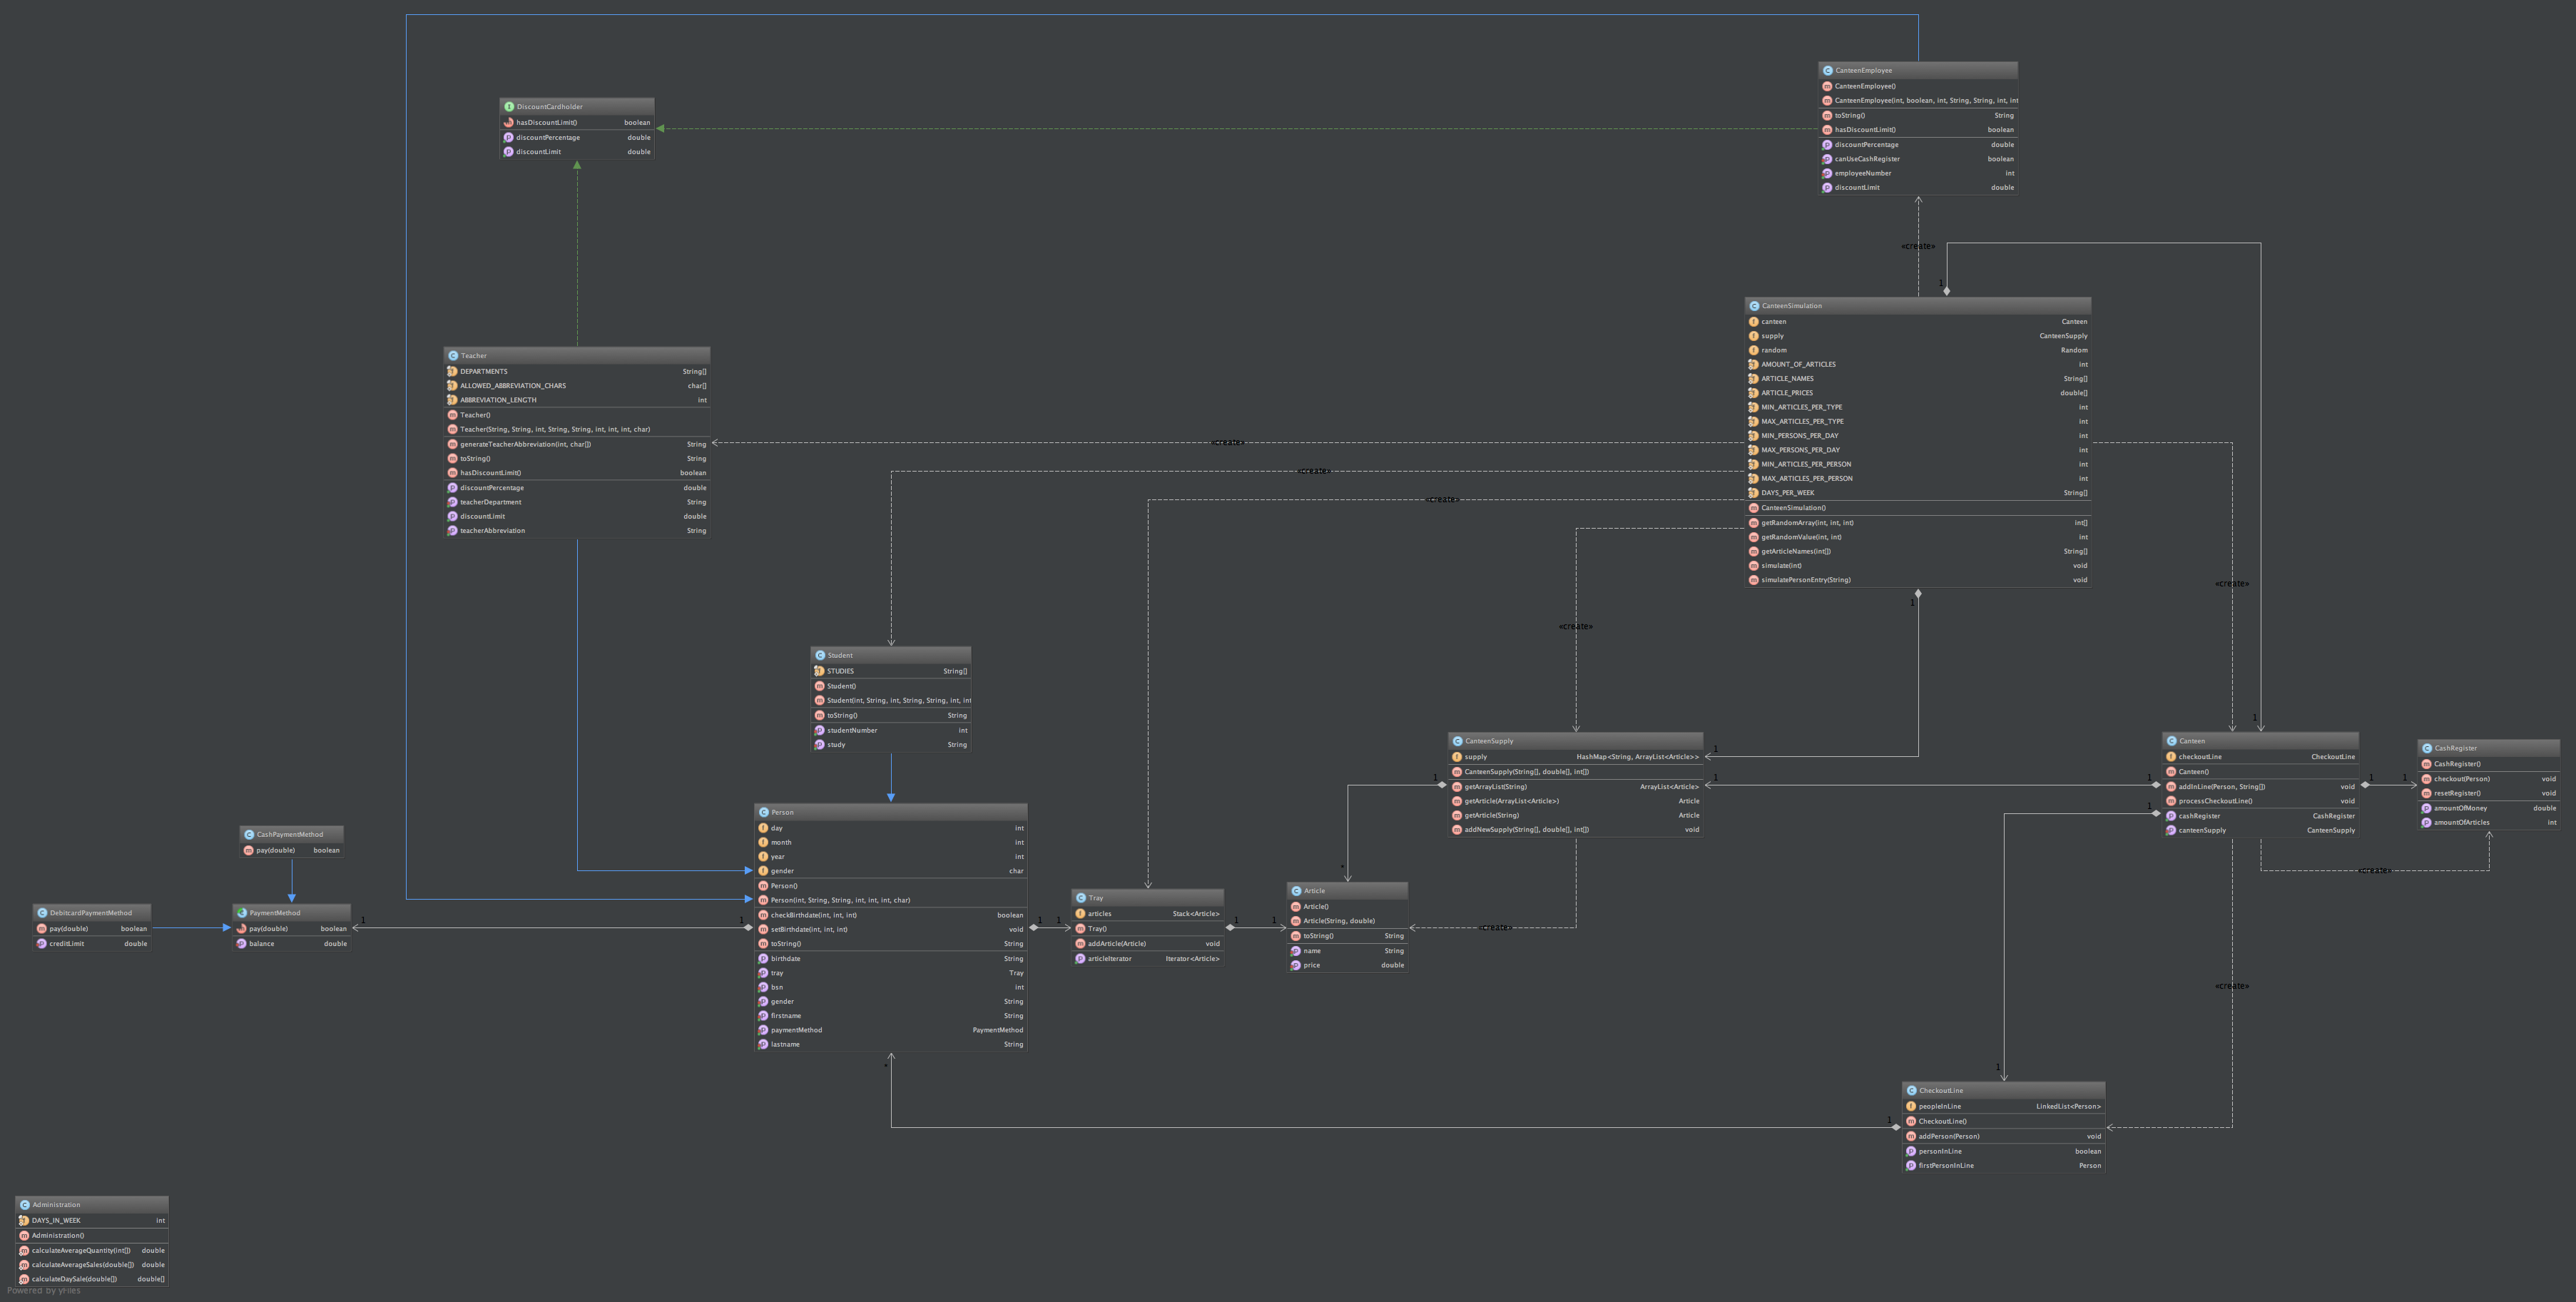 CanteenEmployee
CanteenEmployee()
CanteenEmployee(int, boolean, int, String, String, int, int
toString() String
hasDiscountLimit() boolean
discountPercentage double
canUseCashRegister boolean
employeeNumber int
discountLimit double
DiscountCardholder
hasDiscountLimit() boolean
discountPercentage double
discountLimit double
«create»
1
CanteenSimulation
canteen Canteen
supply CanteenSupply
random Random
AMOUNT_OF_ARTICLES int
ARTICLE_NAMES String[]
ARTICLE_PRICES double[]
MIN_ARTICLES_PER_TYPE int
MAX_ARTICLES_PER_TYPE int
MIN_PERSONS_PER_DAY int
MAX_PERSONS_PER_DAY int
MIN_ARTICLES_PER_PERSON int
MAX_ARTICLES_PER_PERSON int
DAYS_PER_WEEK String[]
CanteenSimulation()
getRandomArray(int, int, int) int[]
getRandomValue(int, int) int
getArticleNames(int[]) String[]
simulate(int) void
simulatePersonEntry(String) void
Teacher
DEPARTMENTS String[]
ALLOWED_ABBREVIATION_CHARS char[]
ABBREVIATION_LENGTH int
Teacher()
Teacher(String, String, int, String, String, int, int, int, char)
generateTeacherAbbreviation(int, char[]) String
toString() String
hasDiscountLimit() boolean
discountPercentage double
teacherDepartment String
discountLimit double
teacherAbbreviation String
«create»
«create»
«create»
«create»
1
«create»
Student
STUDIES String[]
Student()
Student(int, String, int, String, String, int, int
toString() String
studentNumber int
study String
1
CanteenSupply
supply HashMap<String, ArrayList<Article>>
CanteenSupply(String[], double[], int[])
getArrayList(String) ArrayList<Article>
getArticle(ArrayList<Article>) Article
getArticle(String) Article
addNewSupply(String[], double[], int[]) void
1
1
1
1
Canteen
checkoutLine CheckoutLine
Canteen()
addInLine(Person, String[]) void
processCheckoutLine() void
cashRegister CashRegister
canteenSupply CanteenSupply
1
1
1
CashRegister
CashRegister()
checkout(Person) void
resetRegister() void
amountOfMoney double
amountOfArticles int
«create»
Person
day int
month int
year int
gender char
Person()
Person(int, String, String, int, int, int, char)
checkBirthdate(int, int, int) boolean
setBirthdate(int, int, int) void
toString() String
birthdate String
tray Tray
bsn int
gender String
firstname String
paymentMethod PaymentMethod
lastname String
CashPaymentMethod
pay(double) boolean
DebitcardPaymentMethod
pay(double) boolean
creditLimit double
PaymentMethod
pay(double) boolean
balance double
1
1
1
1
Tray
articles Stack<Article>
Tray()
addArticle(Article) void
articleIterator Iterator<Article>
1
1
*
Article
Article()
Article(String, double)
toString() String
name String
price double
«create»
«create»
*
1
1
CheckoutLine
peopleInLine LinkedList<Person>
CheckoutLine()
addPerson(Person) void
personInLine boolean
firstPersonInLine Person
Administration
DAYS_IN_WEEK int
Administration()
calculateAverageQuantity(int[]) double
calculateAverageSales(double[]) double
calculateDaySale(double[]) double[]
Powered by yFiles